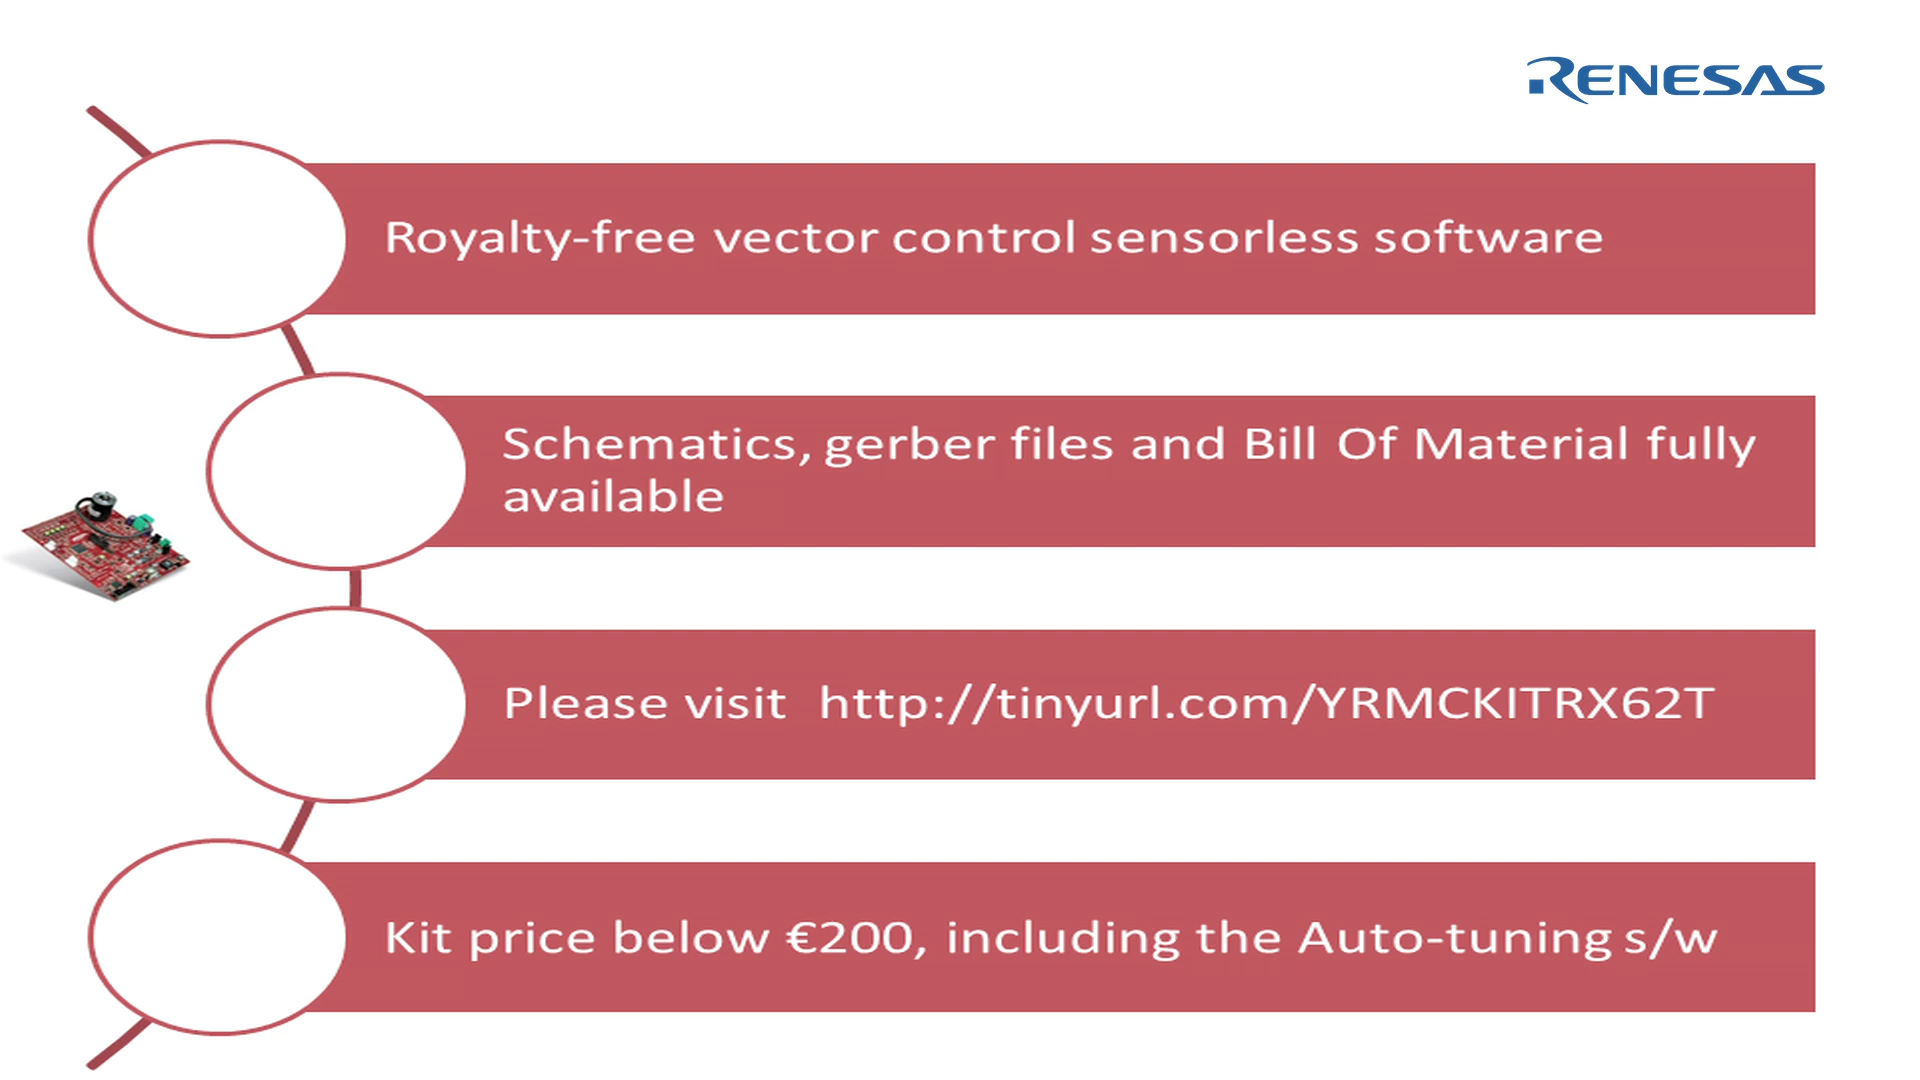 RENESAS
Royalty-free vector control sensorless software
Schematics, gerber files and Bill Of Material fully
available
Please visit  http://tinyurl.com/YRMCKITRX62T
Kit price below €200, including the Auto-tuning s/w